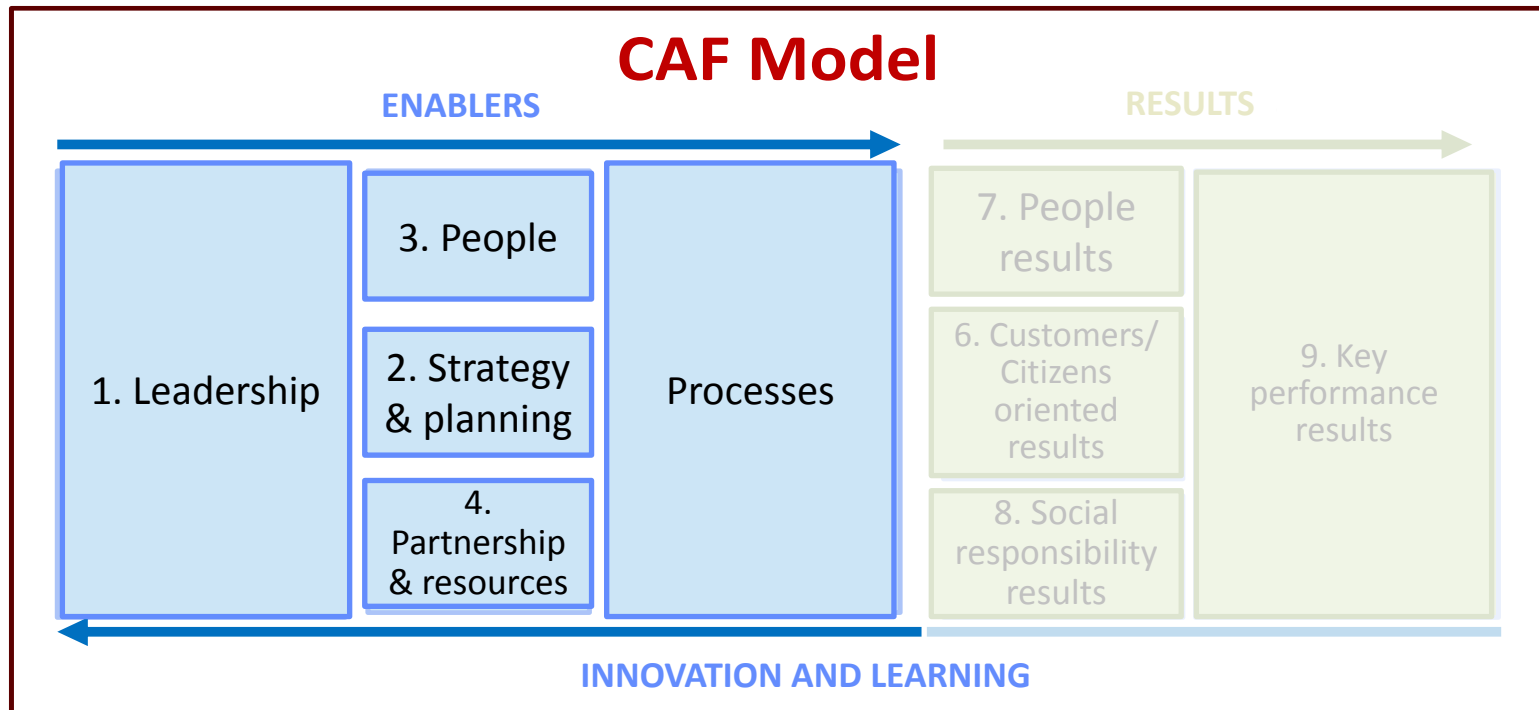 CAF Model
ENABLERS
RESULTS
1. Leadership
3. People
2. Strategy
& planning
4.
Partnership
& resources
Processes
7. People
results
6. Customers/
Citizens
oriented
results
8. Social
responsibility
results
9. Key
performance
results
INNOVATION AND LEARNING